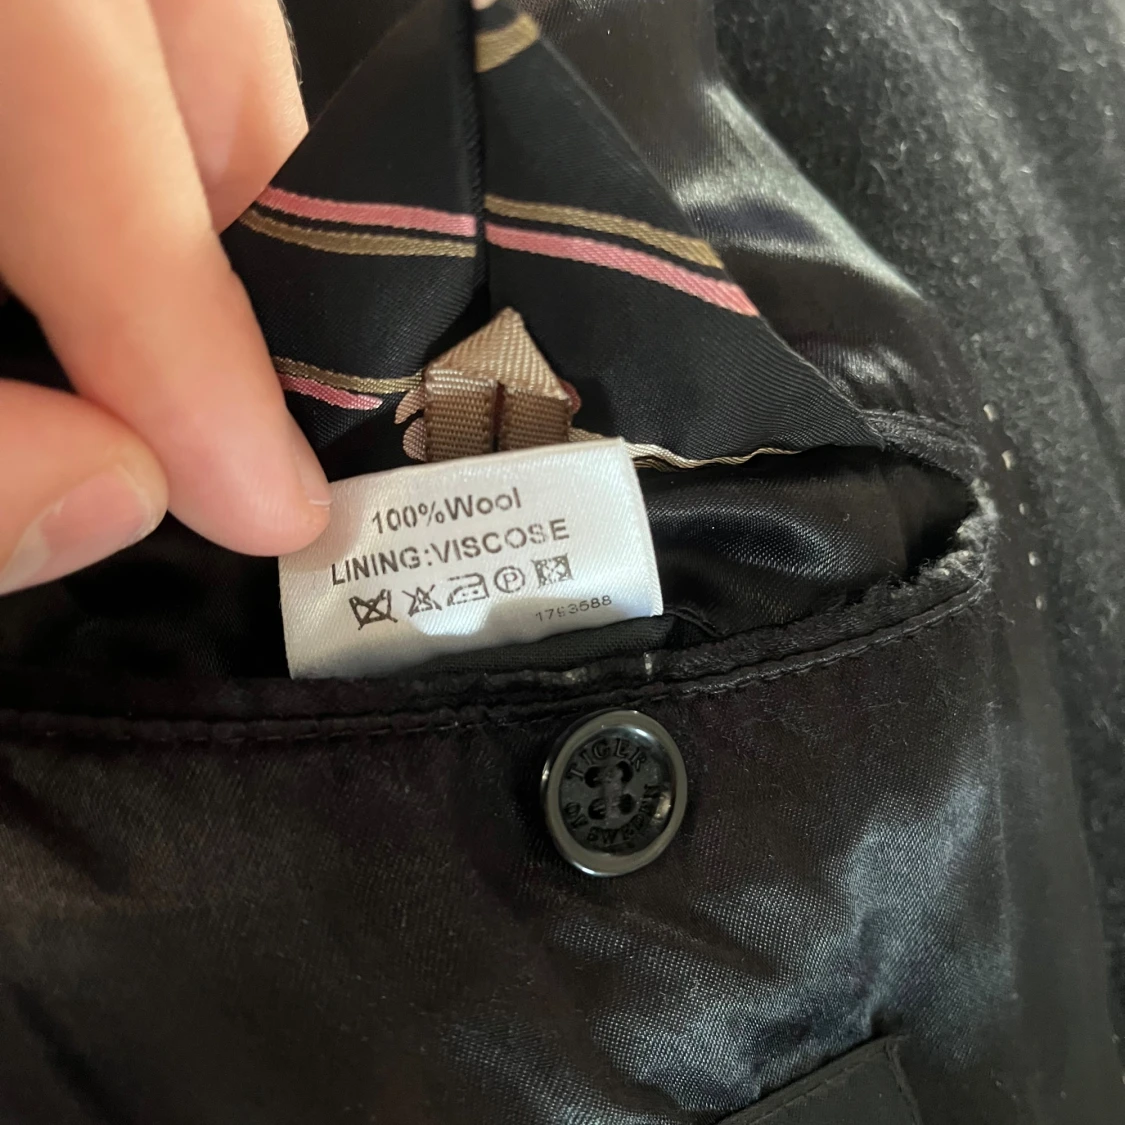 100%Wool
LINING:VISCOSE
P
1793588
TIGER
OF SWEDEN